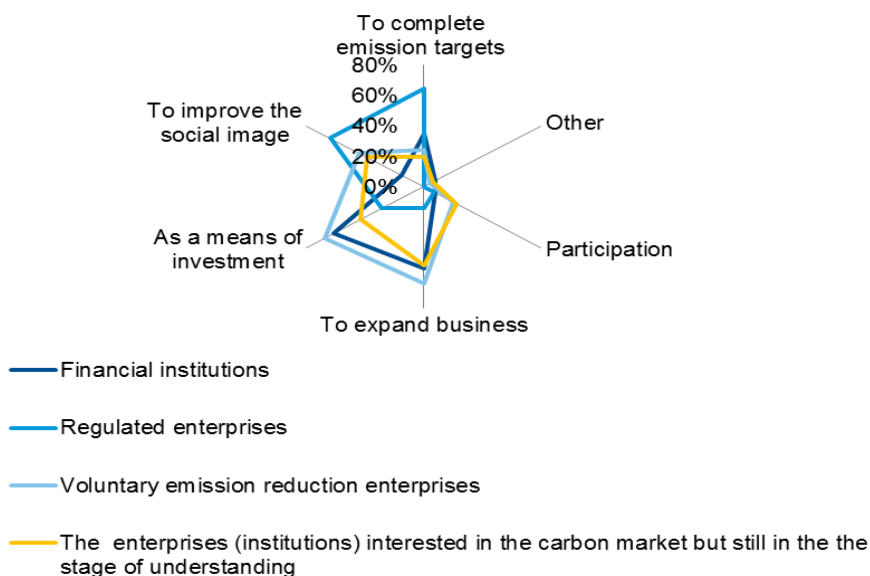 To complete
emission targets
80%
60%
40%
20%
0%
To improve the
social image
Other
As a means of
investment
Participation
To expand business
Financial institutions
Regulated enterprises
Voluntary emission reduction enterprises
The enterprises (institutions) interested in the carbon market but still in the the
stage of understanding